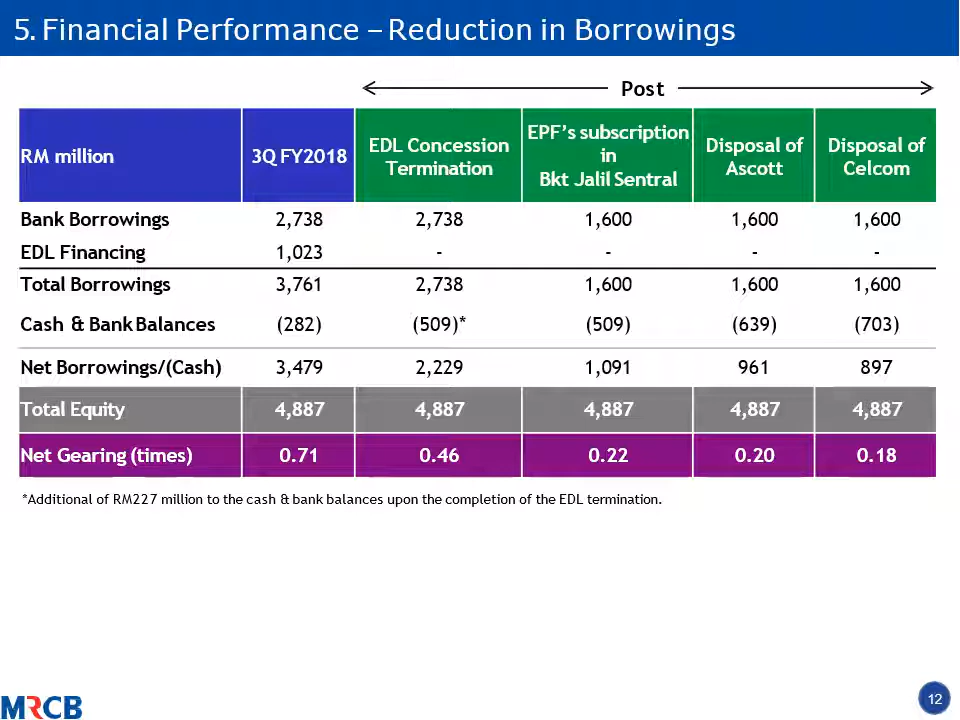 5. Financial Performance – Reduction in Borrowings
Post
RM million 3Q FY2018 EDL Concession Termination EPF’s subscription in Bkt Jalil Sentral Disposal of Ascott Disposal of Celcom
Bank Borrowings 2,738 2,738 1,600 1,600 1,600
EDL Financing 1,023 - - - -
Total Borrowings 3,761 2,738 1,600 1,600 1,600
Cash & Bank Balances (282) (509)* (509) (639) (703)
Net Borrowings/(Cash) 3,479 2,229 1,091 961 897
Total Equity 4,887 4,887 4,887 4,887 4,887
Net Gearing (times) 0.71 0.46 0.22 0.20 0.18
*Additional of RM227 million to the cash & bank balances upon the completion of the EDL termination.
MRCB
12